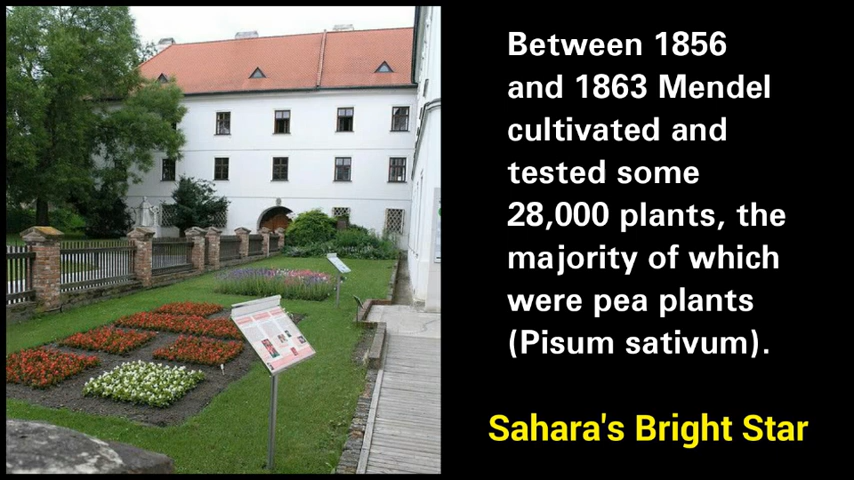 Between 1856
and 1863 Mendel
cultivated and
tested some
28,000 plants, the
majority of which
were pea plants
(Pisum sativum).
Sahara's Bright Star